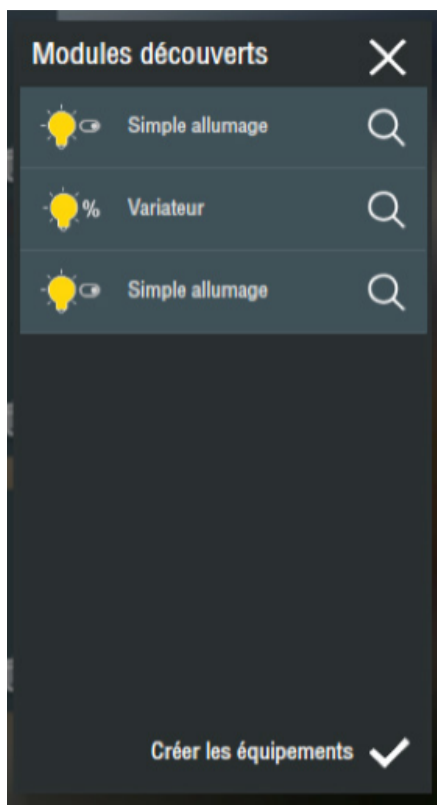 Modules découverts
Simple allumage
% Variateur
Simple allumage
Créer les équipements